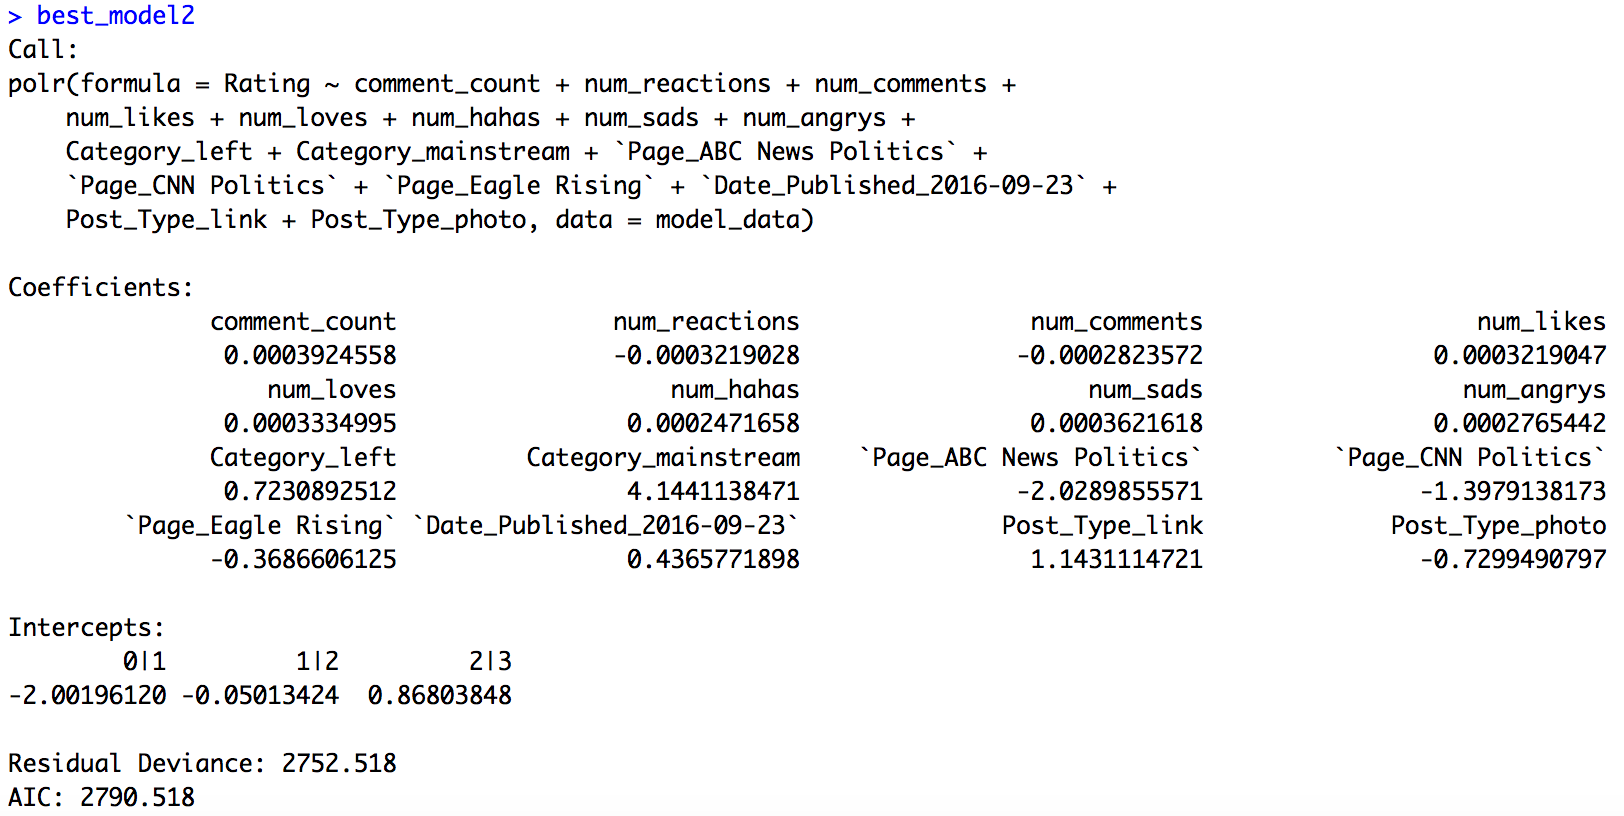 > best_model2
Call:
polr(formula = Rating ~ comment_count + num_reactions + num_comments +
    num_likes + num_loves + num_hahas + num_sads + num_angrys +
    Category_left + Category_mainstream + `Page_ABC News Politics` +
    `Page_CNN Politics` + `Page_Eagle Rising` + `Date_Published_2016-09-23` +
    Post_Type_link + Post_Type_photo, data = model_data)

Coefficients:
              comment_count               num_reactions                num_comments                   num_likes
               0.0003924558               -0.0003219028               -0.0002823572                0.0003219047
                  num_loves                   num_hahas                    num_sads                  num_angrys
               0.0003334995                0.0002471658                0.0003621618                0.0002765442
              Category_left         Category_mainstream    `Page_ABC News Politics`         `Page_CNN Politics`
               0.7230892512                4.1441138471               -2.0289855571               -1.3979138173
        `Page_Eagle Rising` `Date_Published_2016-09-23`              Post_Type_link             Post_Type_photo
              -0.3686606125                0.4365771898                1.1431114721               -0.7299490797

Intercepts:
        0|1         1|2         2|3
-2.00196120 -0.05013424  0.86803848

Residual Deviance: 2752.518
AIC: 2790.518